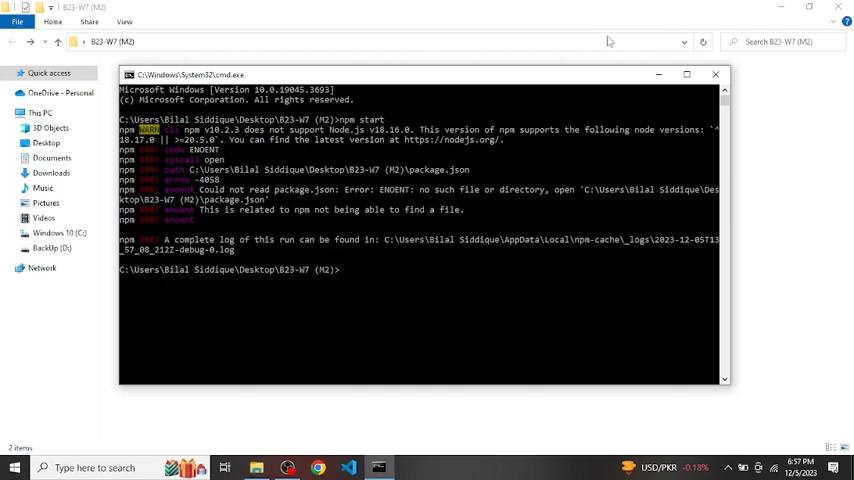 B23-W7 (M2)
File
Home
Share
View
B23-W7 (M2)
Search B23-W7 (M2)
Quick access
OneDrive - Personal
This PC
3D Objects
Desktop
Documents
Downloads
Music
Pictures
Videos
Windows 10 (C:)
BackUp (D:)
Network
C:\Windows\System32\cmd.exe
Microsoft Windows [Version 10.0.19045.3693]
(c) Microsoft Corporation. All rights reserved.
C:\Users\Bilal Siddique\Desktop\B23-W7 (M2)>npm start
npm WARN cli npm v10.2.3 does not support Node.js v18.16.0. This version of npm supports the following node versions: `^
18.17.0 || >=20.5.0`. You can find the latest version at https://nodejs.org/.
npm ERR! code ENOENT
npm ERR! syscall open
npm ERR! path C:\Users\Bilal Siddique\Desktop\B23-W7 (M2)\package.json
npm ERR! errno -4058
npm ERR! enoent Could not read package.json: Error: ENOENT: no such file or directory, open 'C:\Users\Bilal Siddique\Des
ktop\B23-W7 (M2)\package.json'
npm ERR! enoent This is related to npm not being able to find a file.
npm ERR! enoent
npm ERR! A complete log of this run can be found in: C:\Users\Bilal Siddique\AppData\Local\npm-cache\_logs\2023-12-05T13
_57_08_212Z-debug-0.log
C:\Users\Bilal Siddique\Desktop\B23-W7 (M2)>
2 items
Type here to search
USD/PKR -0.18%
6:57 PM
12/5/2023